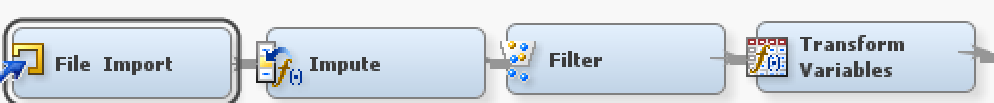 File Import
Impute
Filter
Transform
Variables